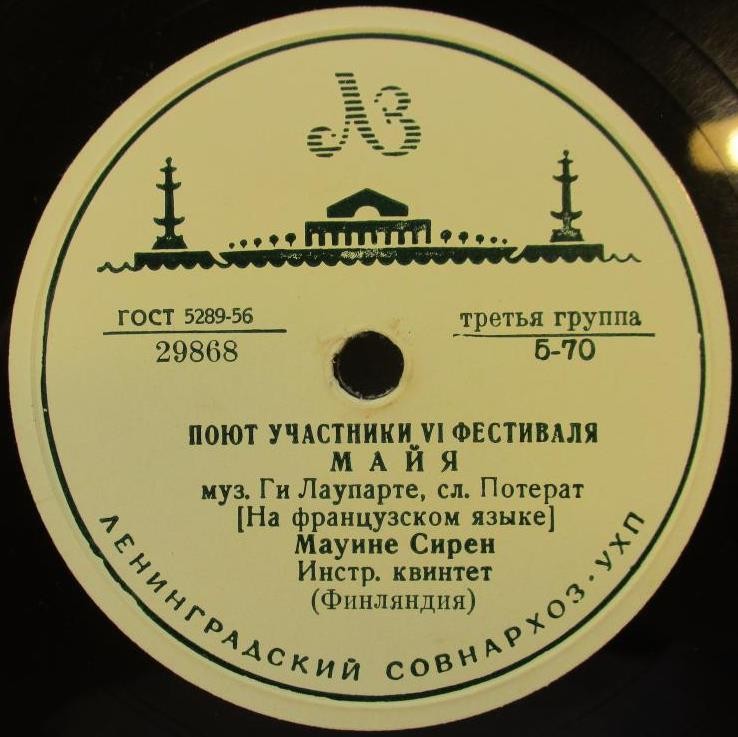 ЛЗ
ГОСТ 5289-56
29868
третья группа
5-70
ПОЮТ УЧАСТНИКИ VI ФЕСТИВАЛЯ
МАЙЯ
муз. Ги Лаупарте, сл. Потерат
[На французском языке]
Мауине Сирен
Инстр. квинтет
(Финляндия)
ЛЕНИНГРАДСКИЙ СОВНАРХОЗ · УХП